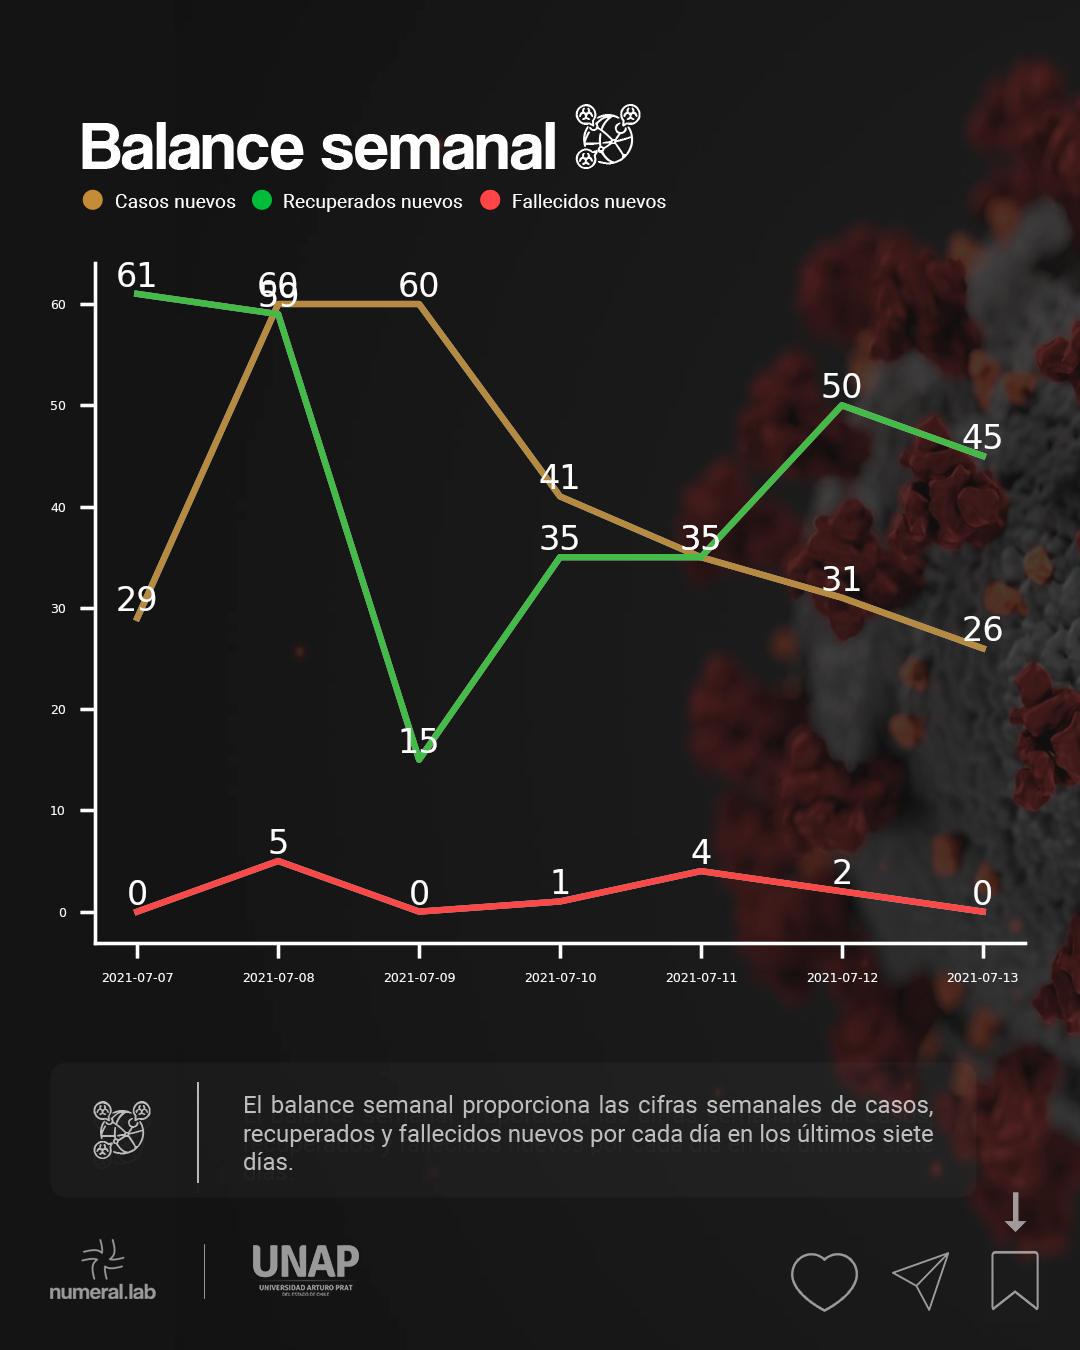 Balance semanal
Casos nuevos Recuperados nuevos Fallecidos nuevos
61
60
59
60
60
50
50
45
41
40
35
35
31
30
29
26
20
15
10
5
4
2
1
0
0
0
0
2021-07-07 2021-07-08 2021-07-09 2021-07-10 2021-07-11 2021-07-12 2021-07-13
El balance semanal proporciona las cifras semanales de casos,
recuperados y fallecidos nuevos por cada día en los últimos siete
días.
numeral.lab
UNAP
UNIVERSIDAD ARTURO PRAT
DEL ESTADO DE CHILE